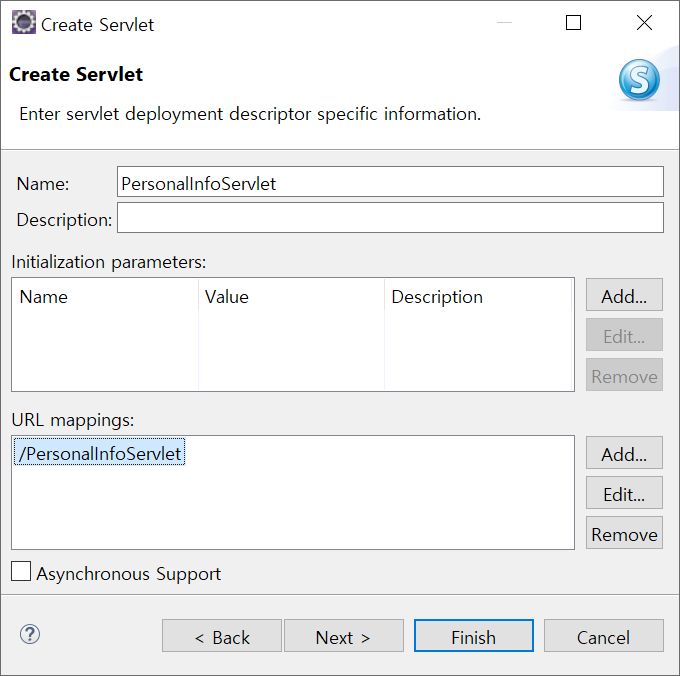 Create Servlet
Create Servlet
Enter servlet deployment descriptor specific information.
Name: PersonalInfoServlet
Description:
Initialization parameters:
Name Value Description
Add...
Edit...
Remove
URL mappings:
/PersonalInfoServlet
Add...
Edit...
Remove
Asynchronous Support
? < Back Next > Finish Cancel